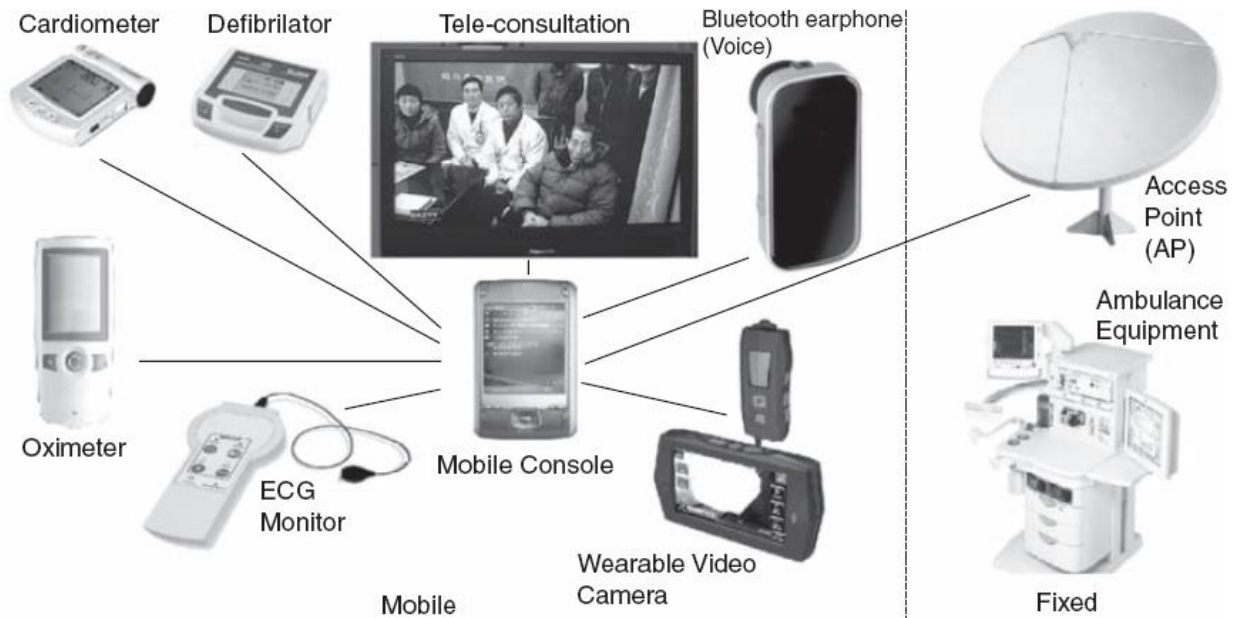 Cardiometer
Defibrilator
Tele-consultation
Bluetooth earphone
(Voice)
Access
Point
(AP)
Ambulance
Equipment
Oximeter
ECG
Monitor
Mobile Console
Wearable Video
Camera
Mobile
Fixed